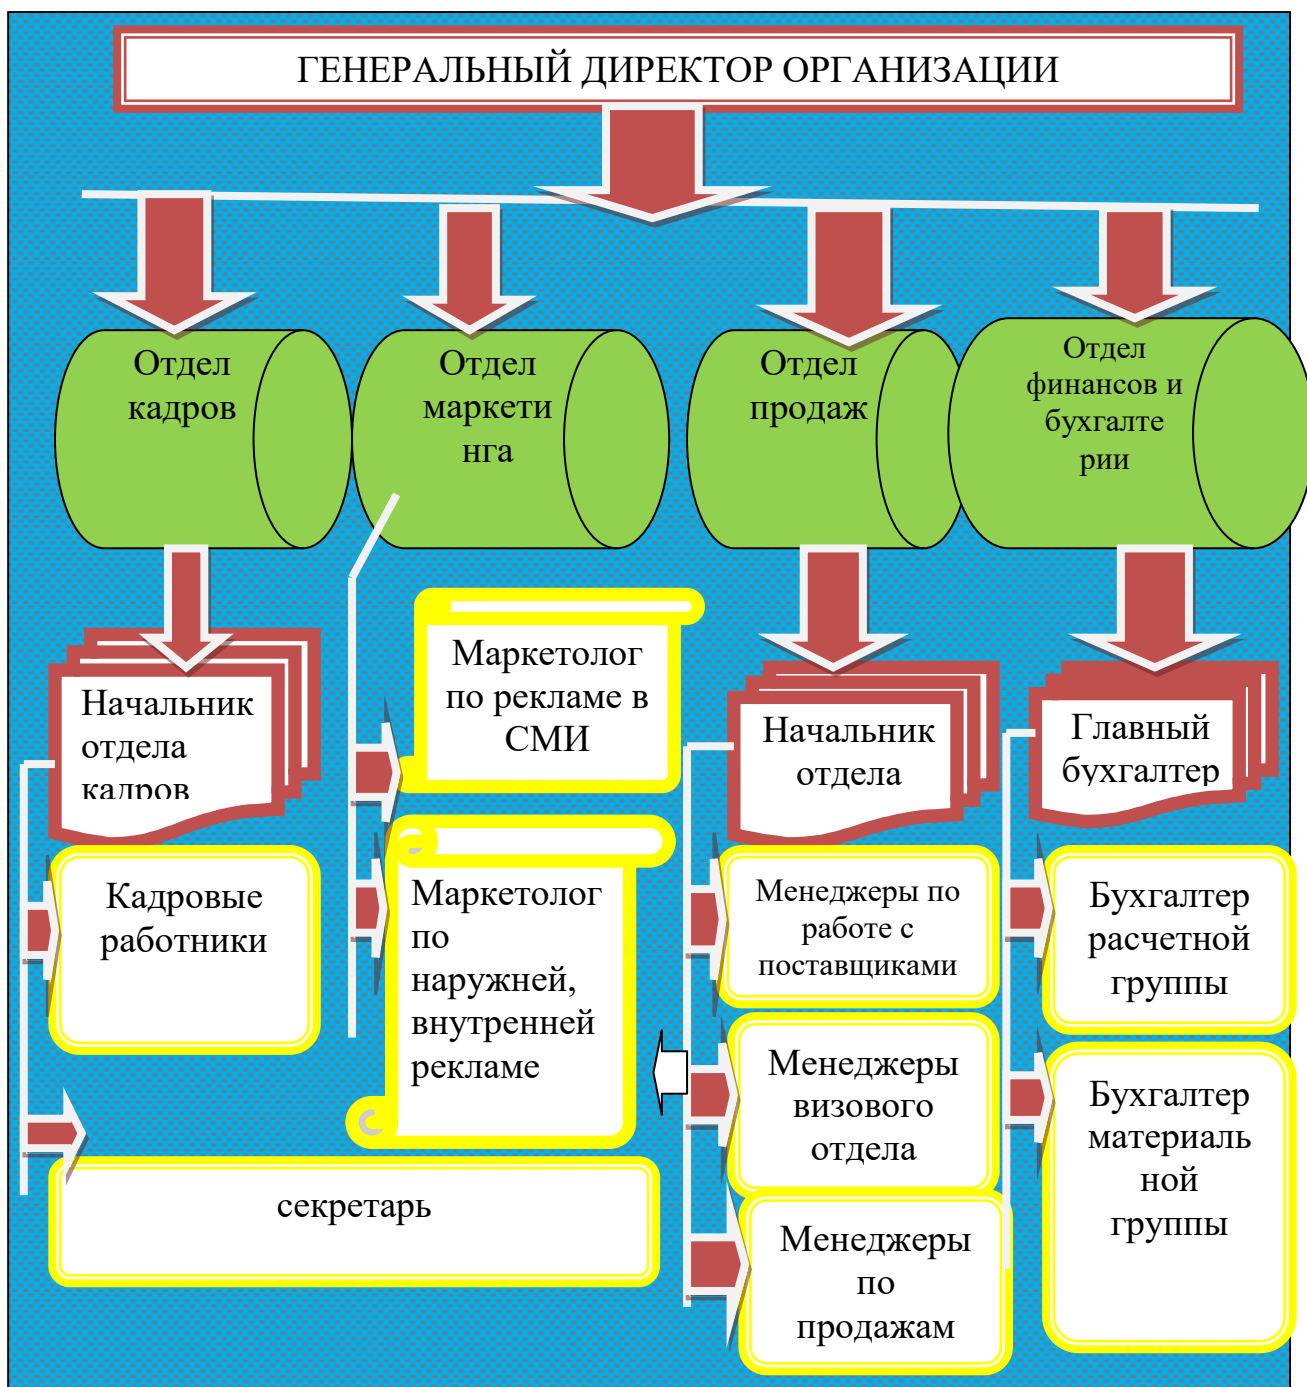 ГЕНЕРАЛЬНЫЙ ДИРЕКТОР ОРГАНИЗАЦИИ
Отдел
кадров
Отдел
маркети
нга
Отдел
продаж
Отдел
финансов и
бухгалте
рии
Начальник
отдела
кадров
Маркетолог
по рекламе в
СМИ
Начальник
отдела
Главный
бухгалтер
Кадровые
работники
Маркетолог
по
наружней,
внутренней
рекламе
Менеджеры по
работе с
поставщиками
Бухгалтер
расчетной
группы
Менеджеры
визового
отдела
Бухгалтер
материаль
ной
группы
секретарь
Менеджеры
по
продажам